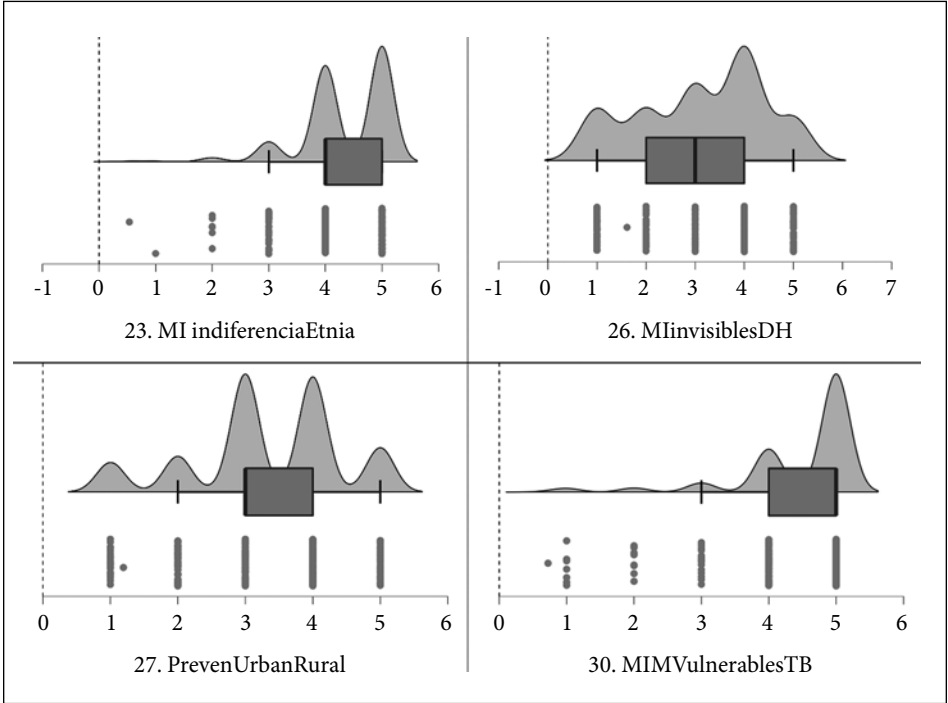 -1 0 1 2 3 4 5 6
23. MI indiferenciaEtnia
-1 0 1 2 3 4 5 6 7
26. MIinvisiblesDH
0 1 2 3 4 5 6
27. PrevenUrbanRural
0 1 2 3 4 5 6
30. MIMVulnerablesTB